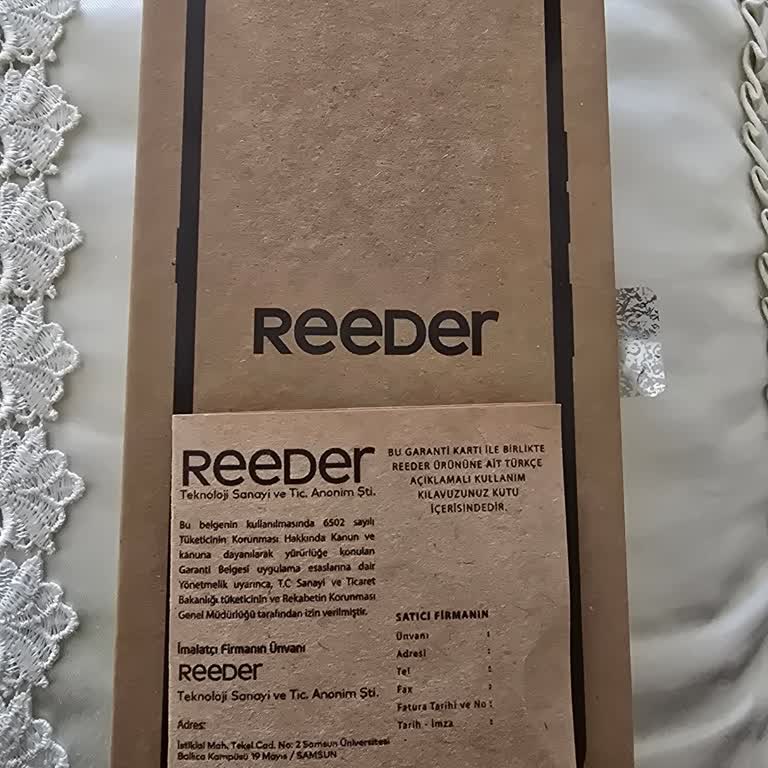 REEDER
REEDER
Teknoloji Sanayi ve Tic. Anonim Şti.
Bu belgenin kullanılmasında 6502 sayılı
Tüketicinin Korunması Hakkında Kanun ve
kanuna dayanılarak yürürlüğe konulan
Garanti Belgesi uygulama esaslarına dair
Yönetmelik uyarınca, T.C Sanayi ve Ticaret
Bakanlığı tüketicinin ve Rekabetin Korunması
Genel Müdürlüğü tarafından izin verilmiştir.
İmalatçı Firmanın Ünvanı
REEDER
Teknoloji Sanayi ve Tic. Anonim Şti.
Adres:
İstiklal Mah. Tekel Cad. No: 2 Samsun Üniversitesi
Ballıca Kampüsü 19 Mayıs / SAMSUN
BU GARANTİ KARTI İLE BİRLİKTE
REEDER ÜRÜNÜNE AİT TÜRKÇE
AÇIKLAMALI KULLANIM
KILAVUZUNUZ KUTU
İÇERİSİNDEDİR.
SATICI FİRMANIN
Ünvanı :
Adresi :
Tel :
Fax :
Fatura Tarihi ve No :
Tarih - İmza :